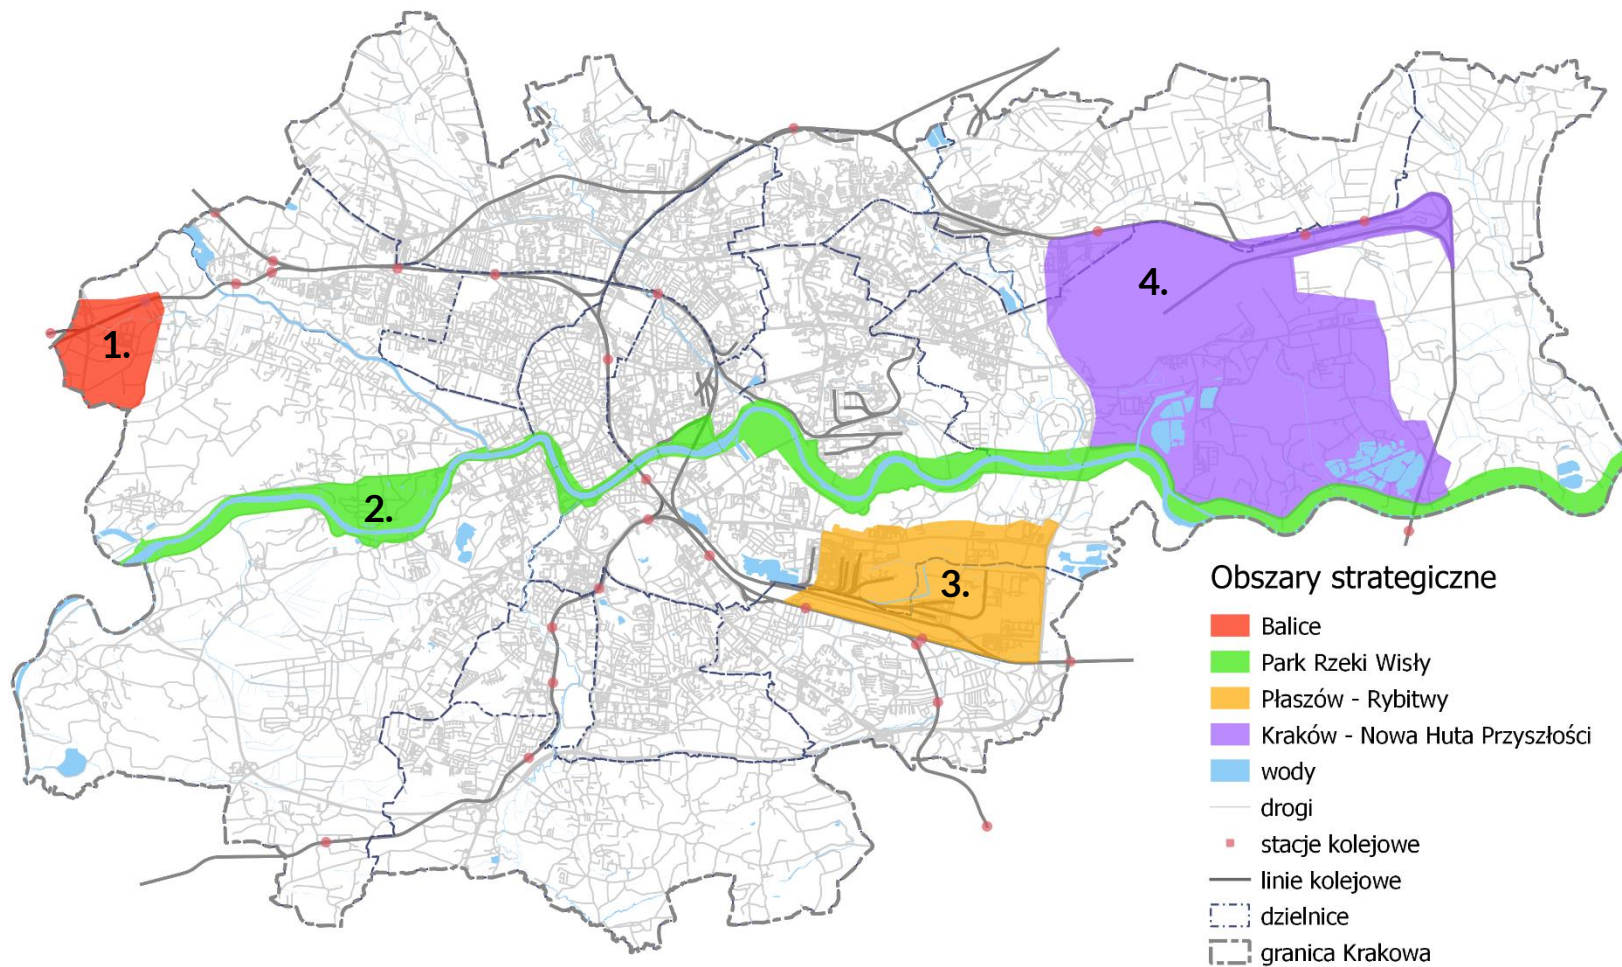 1.
4.
2.
3.
Obszary strategiczne
Balice
Park Rzeki Wisły
Płaszów - Rybitwy
Kraków - Nowa Huta Przyszłości
wody
drogi
stacje kolejowe
linie kolejowe
dzielnice
granica Krakowa